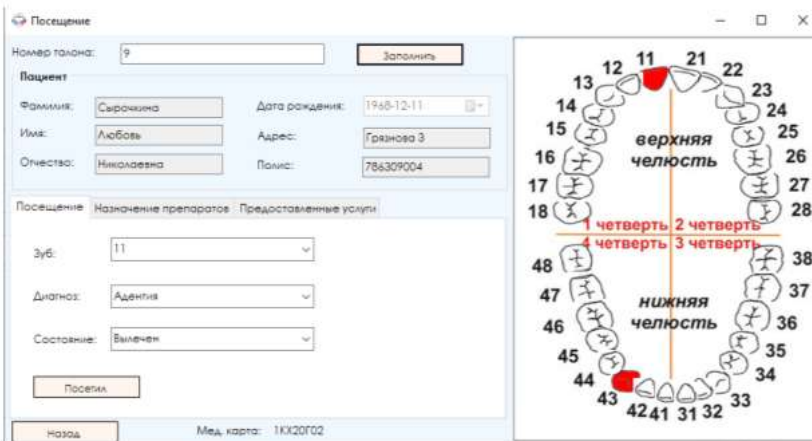 Посещение
Номер талона: 9 Заполнить
Пациент
Фамилия: Сырочкина Дата рождения: 1968-12-11
Имя: Любовь Адрес: Грязнова 3
Отчество: Николаевна Полис: 786309004
Посещение Назначение препаратов Предоставленные услуги
Зуб: 11
Диагноз: Адентия
Состояние: Вылечен
Посетил
Назад Мед. карта: 1КХ20Г02
11 21
12 22
13 23
14 24
15 25
верхняя
челюсть
16 26
17 27
18 28
1 четверть 2 четверть
4 четверть 3 четверть
48 38
47 37
нижняя
челюсть
46 36
45 35
44 34
43 33
42 41 31 32